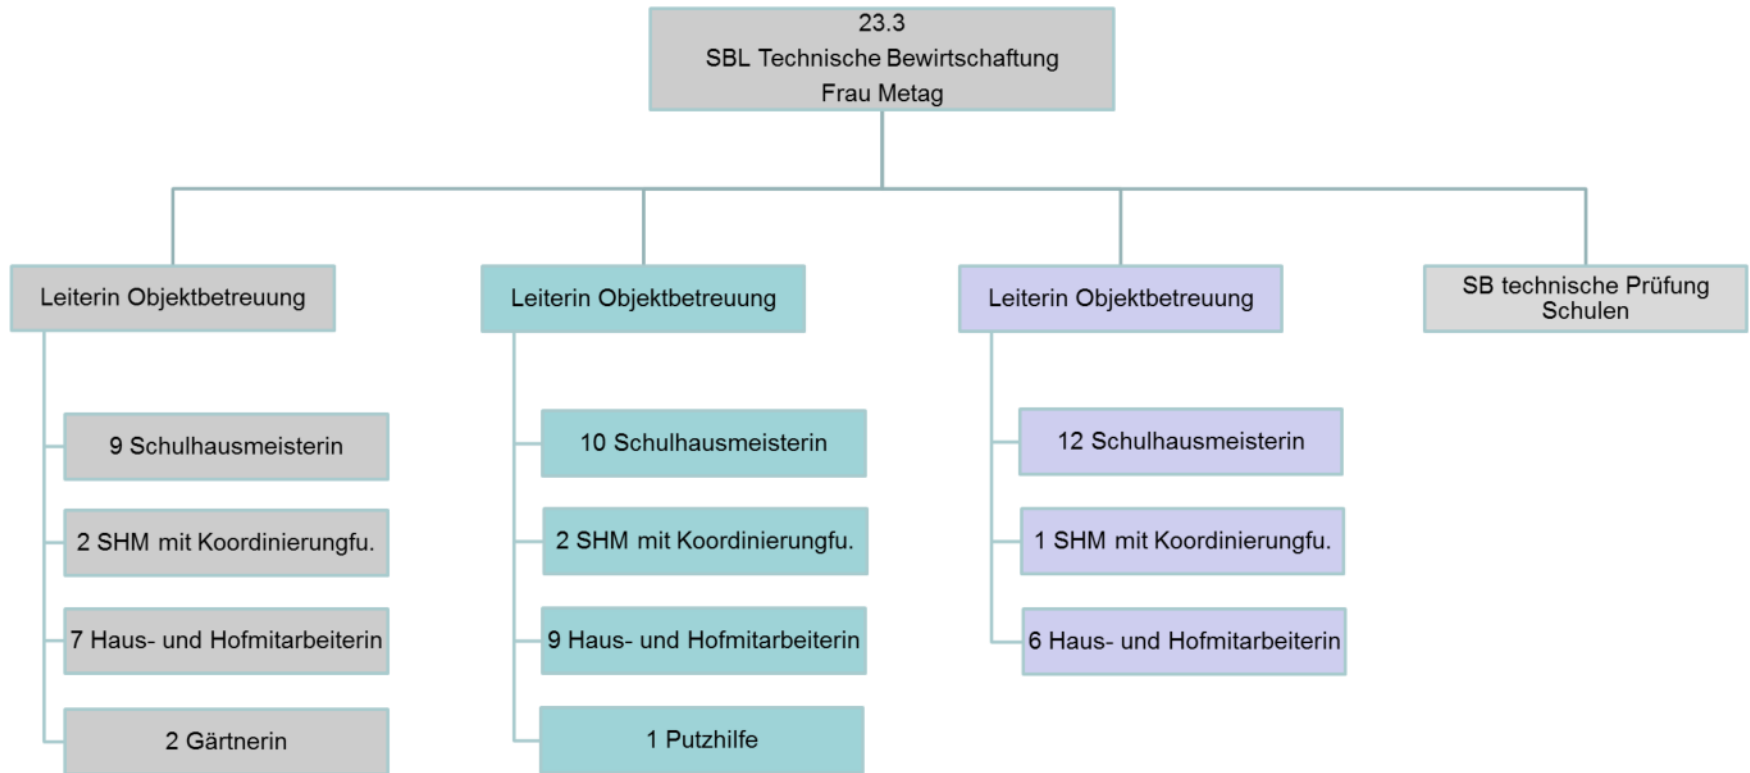 23.3
SBL Technische Bewirtschaftung
Frau Metag
Leiterin Objektbetreuung
9 Schulhausmeisterin
2 SHM mit Koordinierungfu.
7 Haus- und Hofmitarbeiterin
2 Gärtnerin
Leiterin Objektbetreuung
10 Schulhausmeisterin
2 SHM mit Koordinierungfu.
9 Haus- und Hofmitarbeiterin
1 Putzhilfe
Leiterin Objektbetreuung
12 Schulhausmeisterin
1 SHM mit Koordinierungfu.
6 Haus- und Hofmitarbeiterin
SB technische Prüfung
Schulen